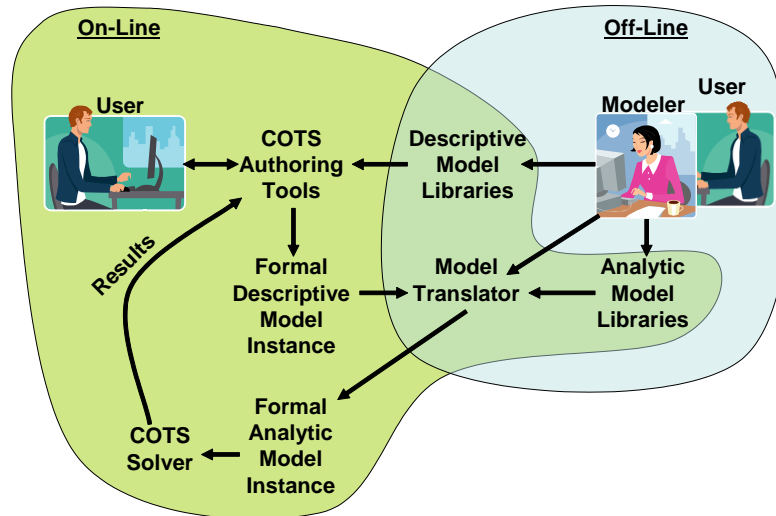 On-Line
Off-Line
User
User
Modeler
COTS
Authoring
Tools
Descriptive
Model
Libraries
Results
Formal
Descriptive
Model
Instance
Model
Translator
Analytic
Model
Libraries
Formal
Analytic
Model
Instance
COTS
Solver